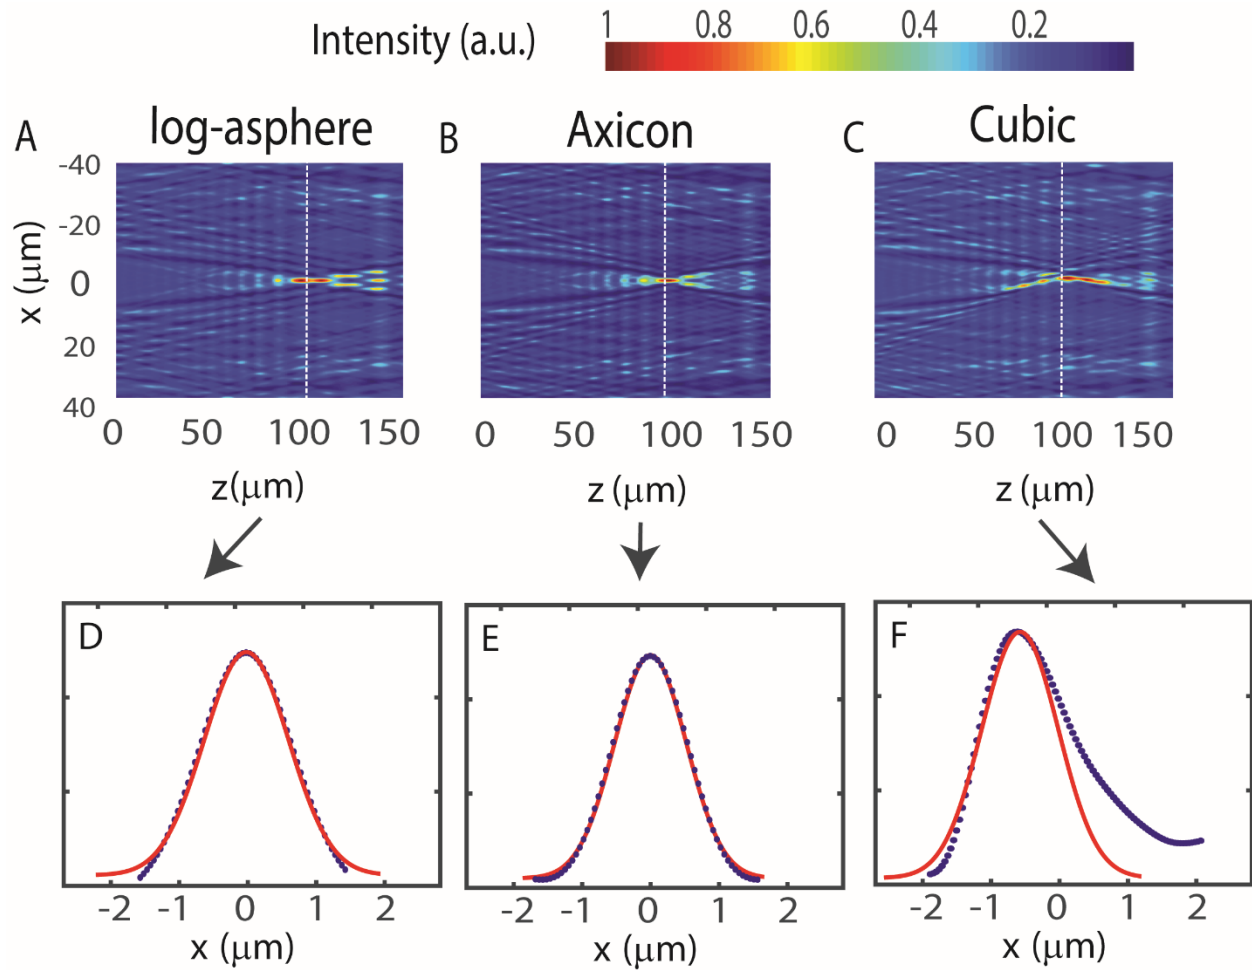 Intensity (a.u.)
1 0.8 0.6 0.4 0.2
A log-asphere B Axicon C Cubic
-40
-20
0
20
40
x (μm)
0 50 100 150 0 50 100 150 0 50 100 150
z(μm) z (μm) z (μm)
D E F
-2 -1 0 1 2 -2 -1 0 1 2 -2 -1 0 1 2
x (μm) x (μm) x (μm)